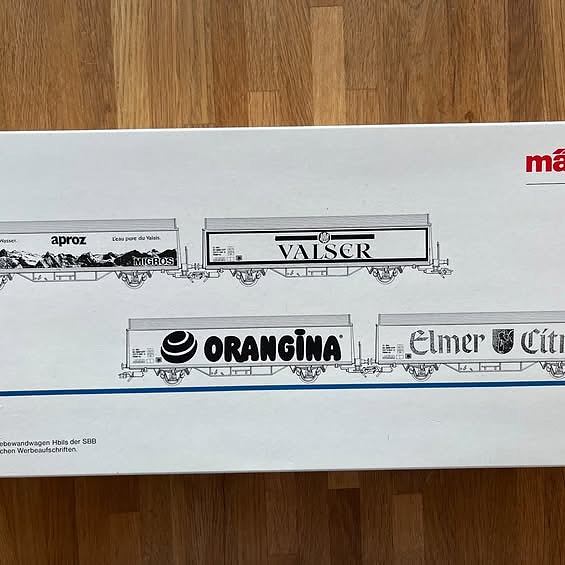 mä
Wasser.
aproz
L'eau pure du Valais.
MIGROS
VALSER
ORANGINA
Elmer Citr
ebewandwagen Hbils der SBB
chen Werbeaufschriften.